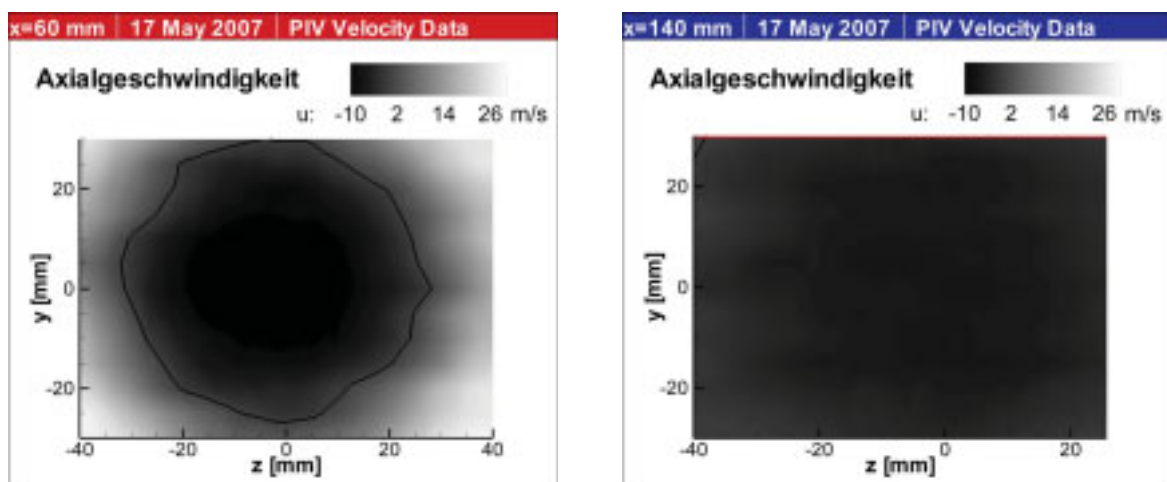 x=60 mm | 17 May 2007 | PIV Velocity Data
Axialgeschwindigkeit
u: -10 2 14 26 m/s
20
0
-20
y [mm]
-40 -20 0 20 40
z [mm]
x=140 mm | 17 May 2007 | PIV Velocity Data
Axialgeschwindigkeit
u: -10 2 14 26 m/s
20
0
-20
y [mm]
-40 -20 0 20
z [mm]